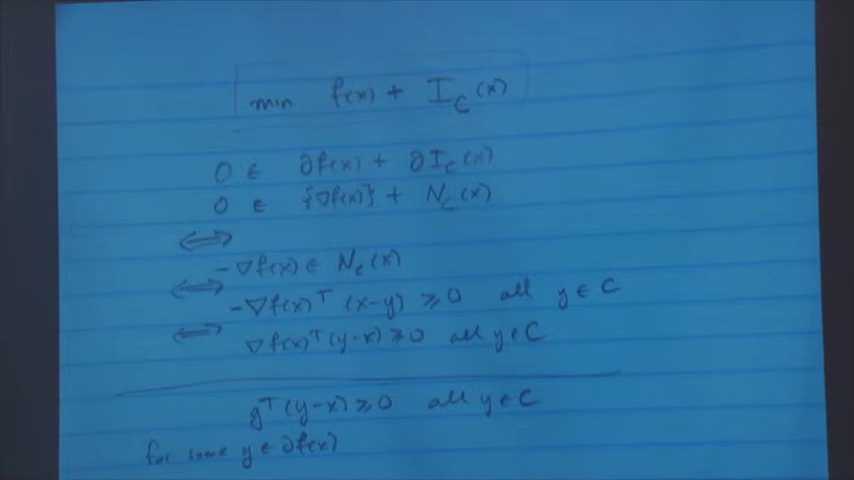 min f(x) + I_C(x)
0 ∈ ∂f(x) + ∂I_C(x)
0 ∈ {∇f(x)} + N_C(x)
⟺
-∇f(x) ∈ N_C(x)
⟺ -∇f(x)^T (x-y) ≥ 0 all y ∈ C
⟺ ∇f(x)^T (y-x) ≥ 0 all y ∈ C
g^T (y-x) ≥ 0 all y ∈ C
for some g ∈ ∂f(x)